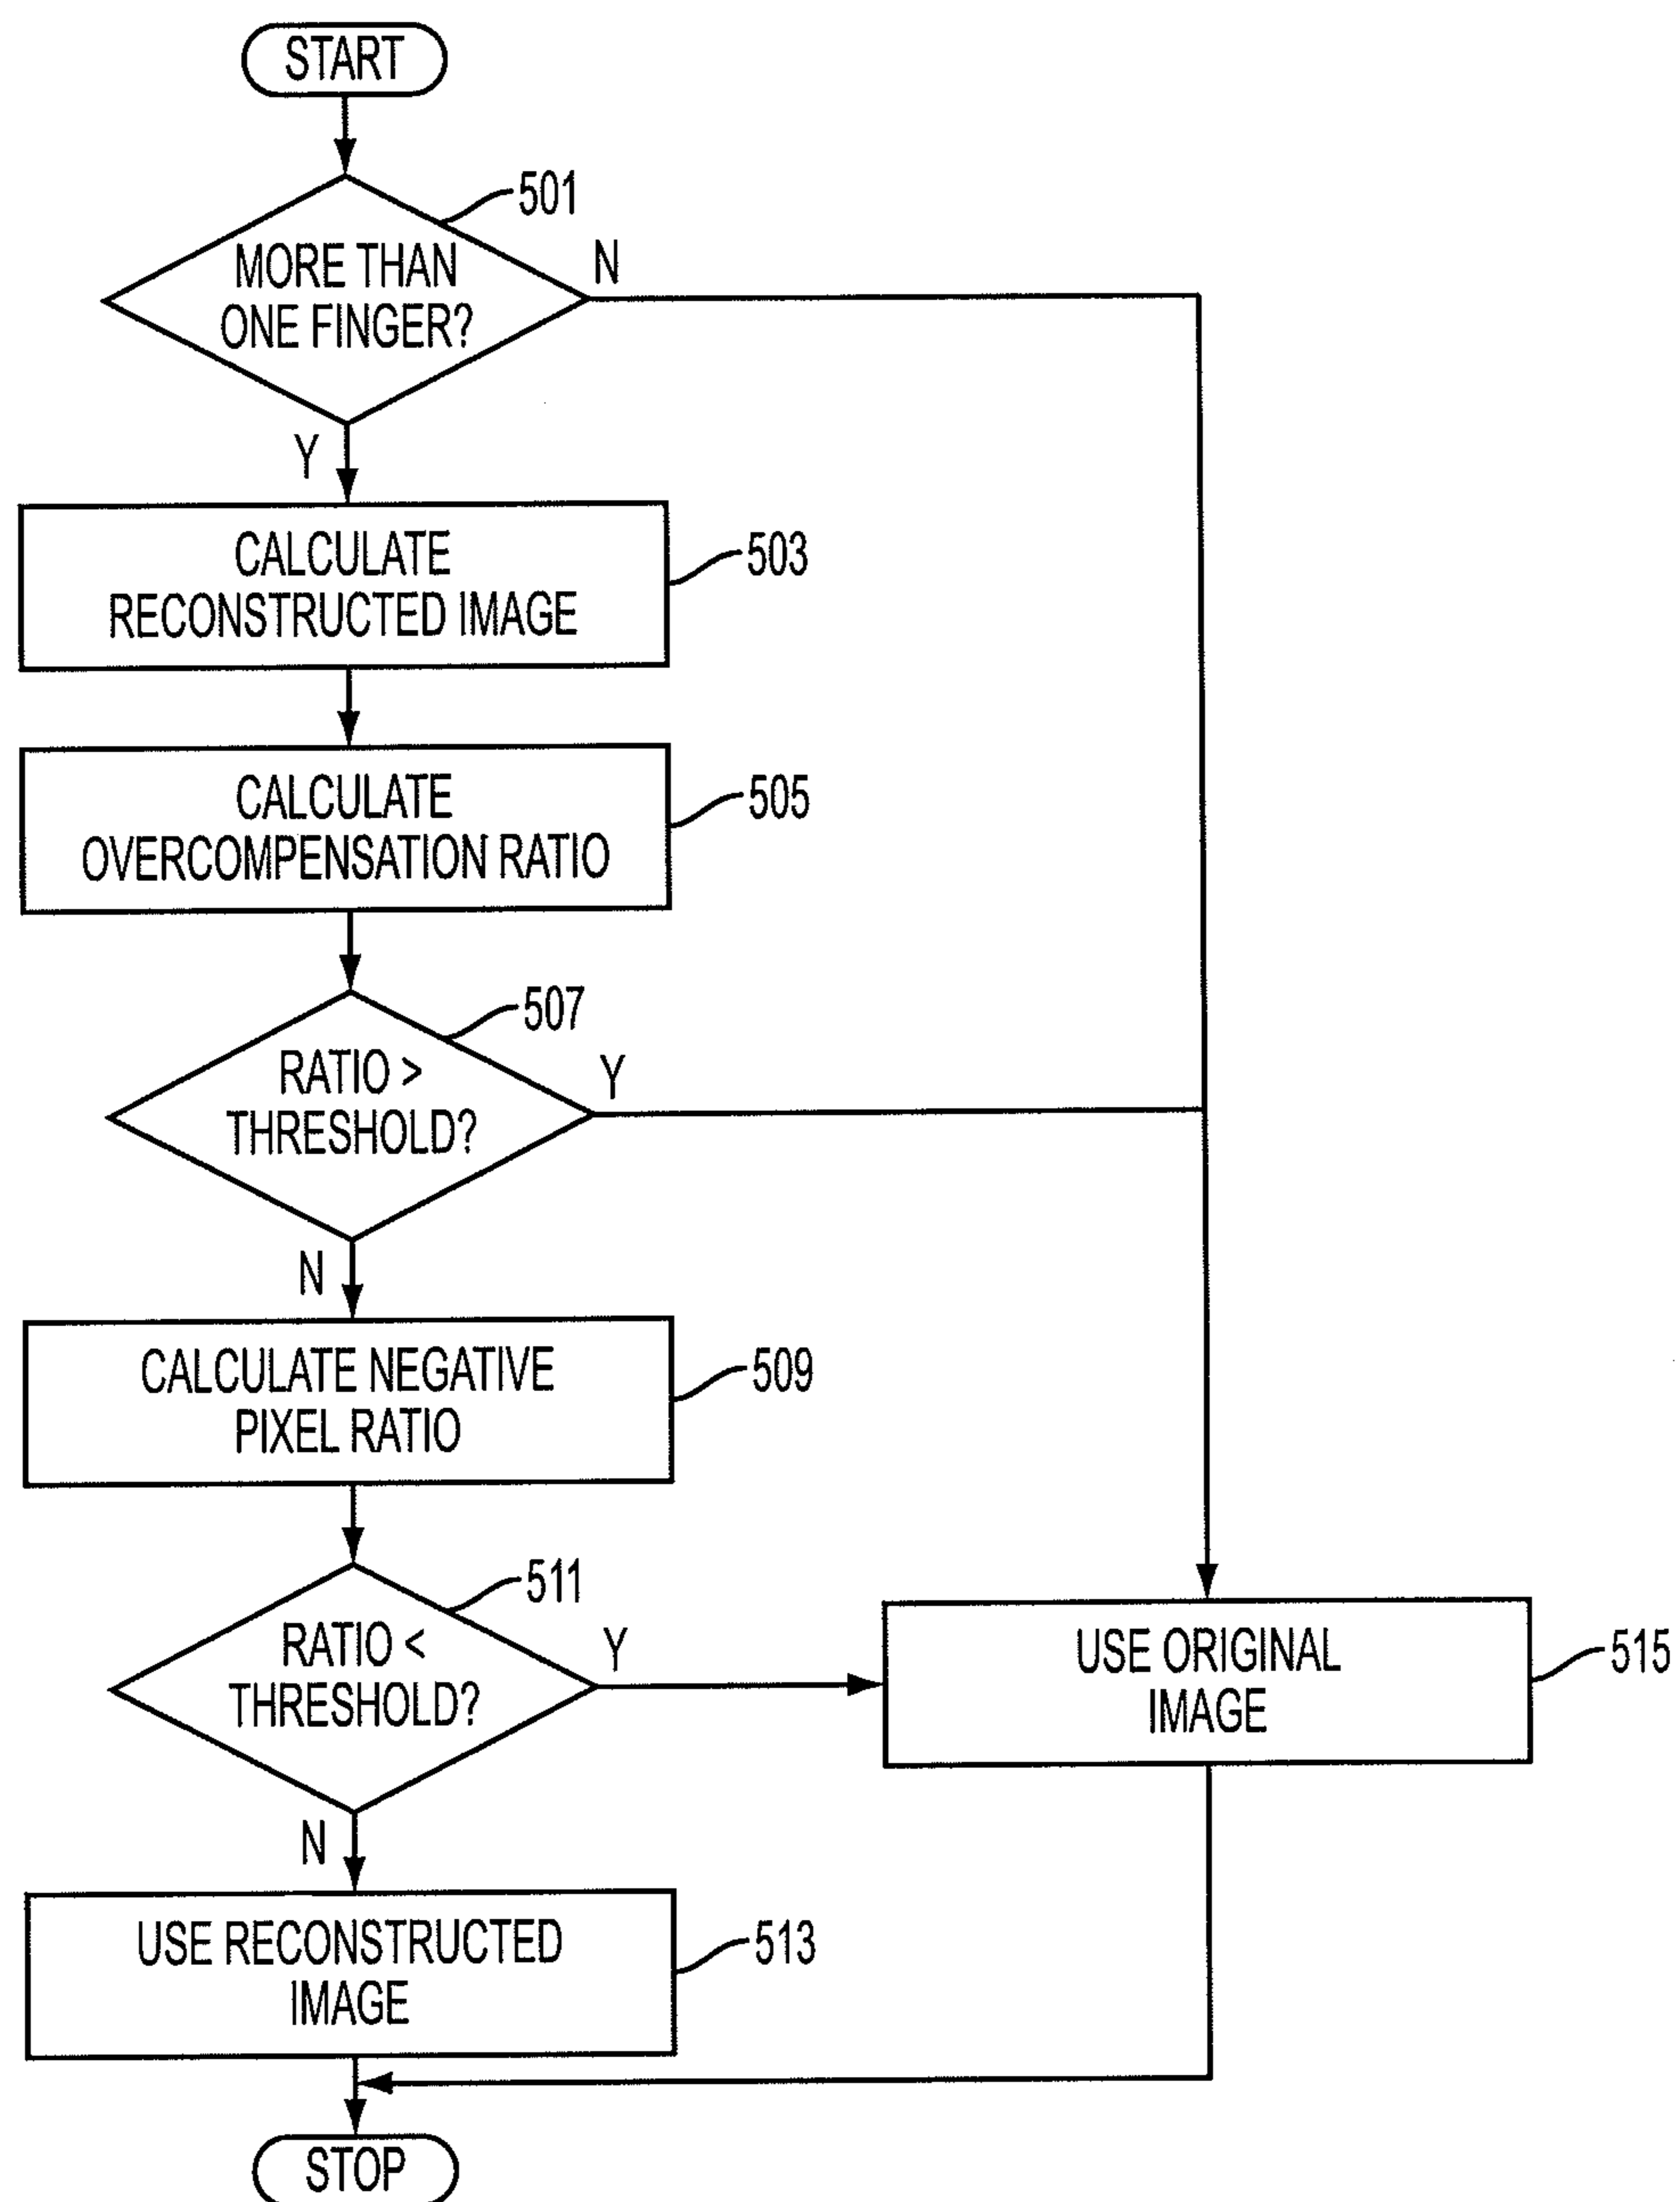 START
501
MORE THAN
ONE FINGER?
N
Y
CALCULATE
RECONSTRUCTED IMAGE
503
CALCULATE
OVERCOMPENSATION RATIO
505
507
RATIO >
THRESHOLD?
Y
N
CALCULATE NEGATIVE
PIXEL RATIO
509
511
RATIO <
THRESHOLD?
Y
N
USE ORIGINAL
IMAGE
515
USE RECONSTRUCTED
IMAGE
513
STOP